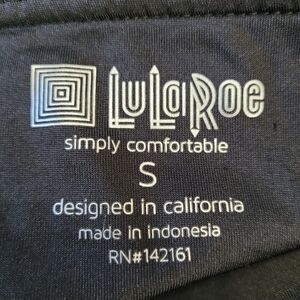 LuLaRoe
simply comfortable
S
designed in california
made in indonesia
RN#142161